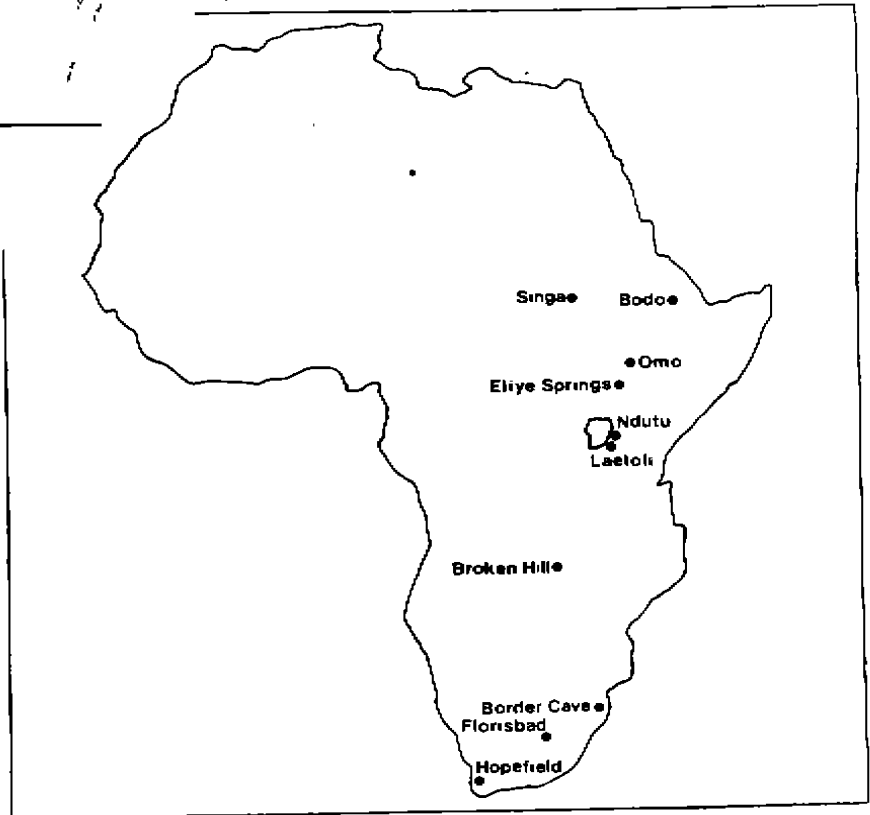 Singa
Bodo
Omo
Eliye Springs
Ndutu
Laetoli
Broken Hill
Border Cave
Florisbad
Hopefield